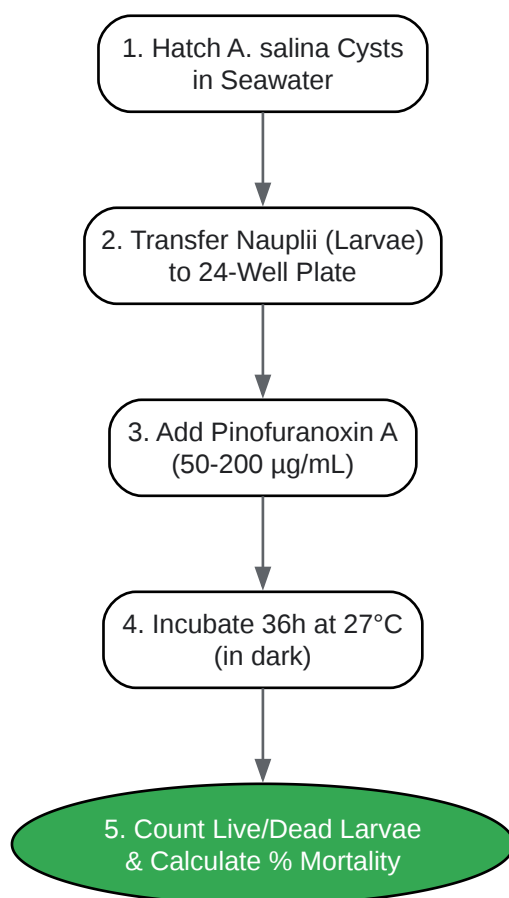 1. Hatch A. salina Cysts
in Seawater
2. Transfer Nauplii (Larvae)
to 24-Well Plate
3. Add Pinofuranoxin A
(50-200 µg/mL)
4. Incubate 36h at 27°C
(in dark)
5. Count Live/Dead Larvae
& Calculate % Mortality